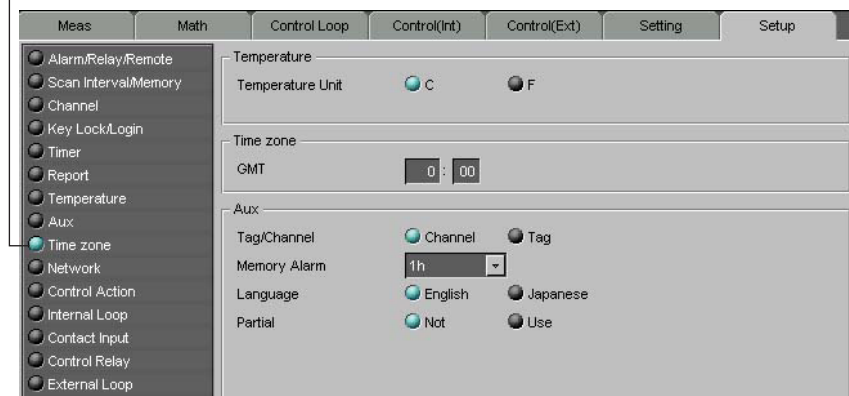 Meas Math Control Loop Control(Int) Control(Ext) Setting Setup
Alarm/Relay/Remote
Scan Interval/Memory
Channel
Key Lock/Login
Timer
Report
Temperature
Aux
Time zone
Network
Control Action
Internal Loop
Contact Input
Control Relay
External Loop
Temperature
Temperature Unit C F
Time zone
GMT 0 : 00
Aux
Tag/Channel Channel Tag
Memory Alarm 1h
Language English Japanese
Partial Not Use